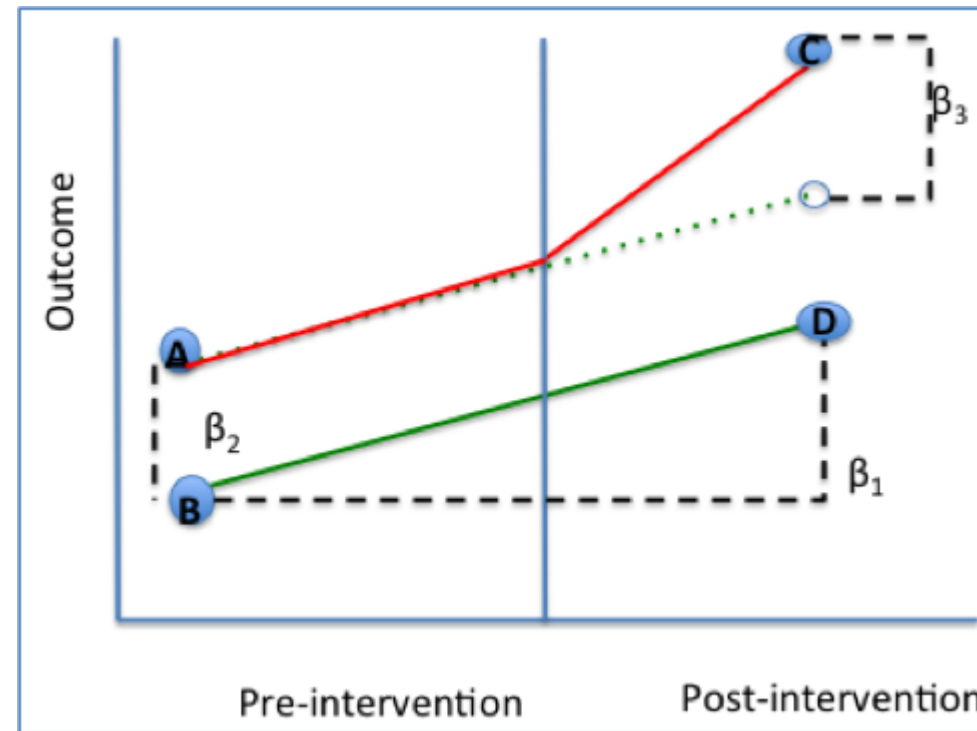 C
β₃
Outcome
D
A
β₂
β₁
B
Pre-intervention
Post-intervention